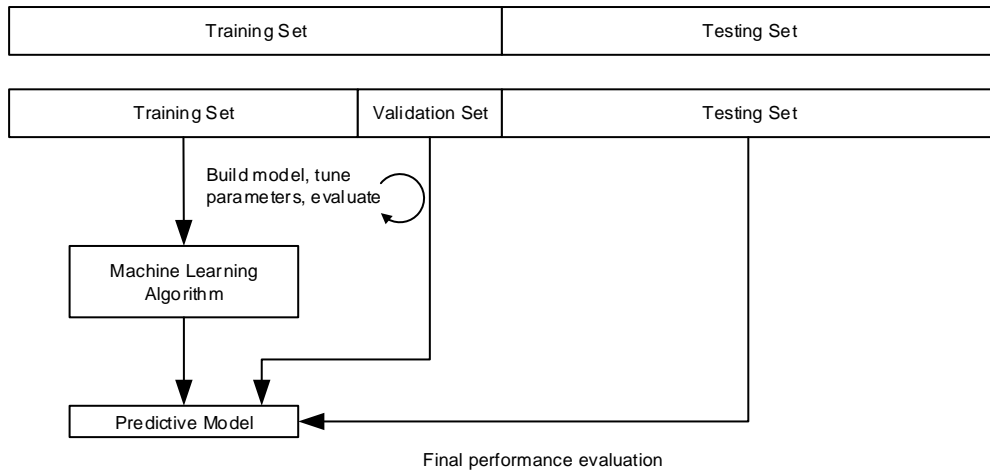 Training Set
Testing Set
Training Set
Validation Set
Testing Set
Build model, tune
parameters, evaluate
Machine Learning
Algorithm
Predictive Model
Final performance evaluation